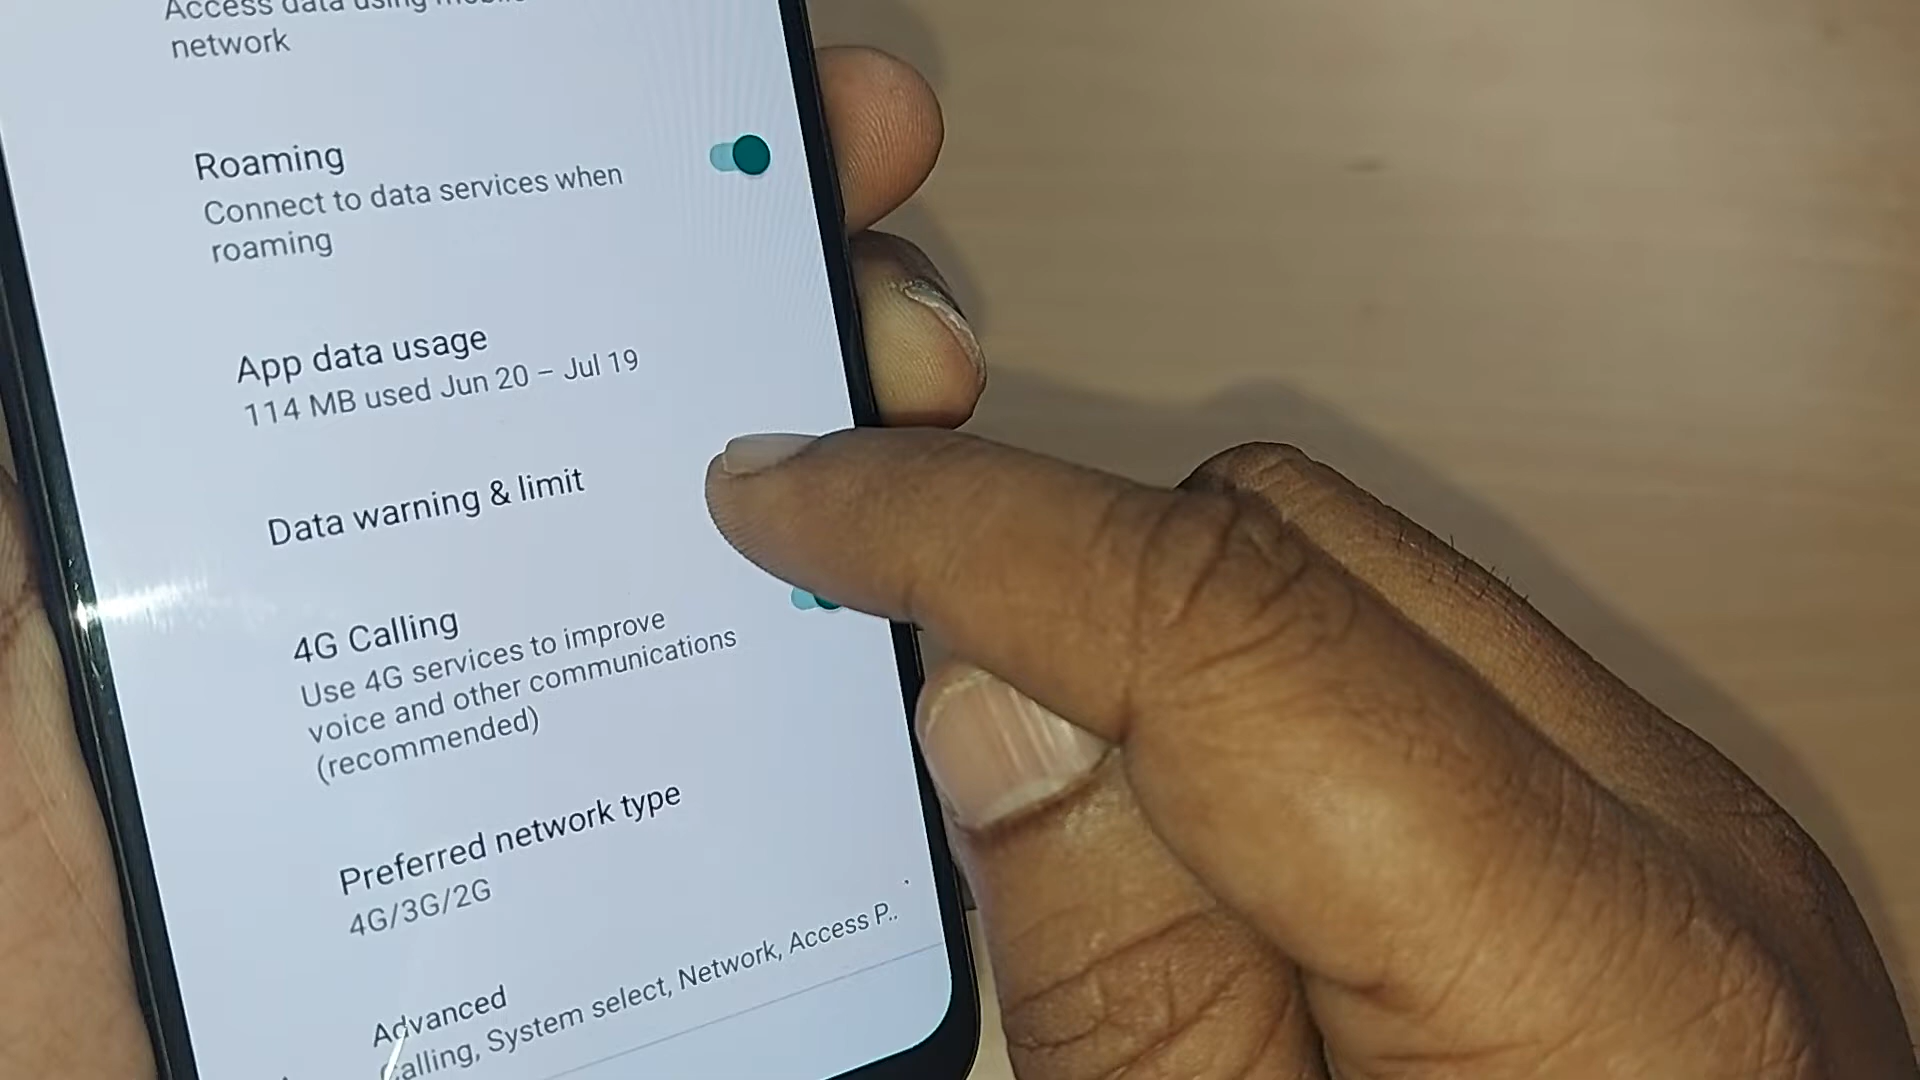 Access data using
network
Roaming
Connect to data services when
roaming
App data usage
114 MB used Jun 20 – Jul 19
Data warning & limit
4G Calling
Use 4G services to improve
voice and other communications
(recommended)
Preferred network type
4G/3G/2G
Advanced
Calling, System select, Network, Access P..